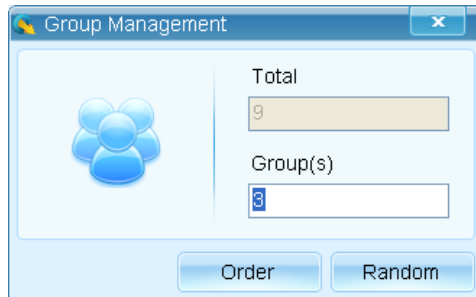 Group Management
Total
9
Group(s)
3
Order
Random